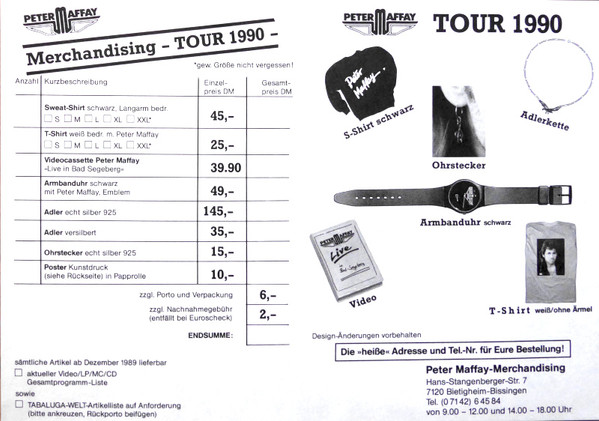 PETER MAFFAY
Merchandising – TOUR 1990 –
*gew. Größe nicht vergessen!
Anzahl Kurzbeschreibung Einzel-preis DM Gesamt-preis DM
Sweat-Shirt schwarz, Langarm bedr.
S M L XL XXL* 45,–
T-Shirt weiß bedr. m. Peter Maffay
S M L XL XXL* 25,–
Videocassette Peter Maffay
»Live in Bad Segeberg« 39.90
Armbanduhr schwarz
mit Peter Maffay, Emblem 49,–
Adler echt silber 925 145,–
Adler versilbert 35,–
Ohrstecker echt silber 925 15,–
Poster Kunstdruck
(siehe Rückseite) in Papprolle 10,–
zzgl. Porto und Verpackung 6,–
zzgl. Nachnahmegebühr
(entfällt bei Euroscheck) 2,–
ENDSUMME:
sämtliche Artikel ab Dezember 1989 lieferbar
aktueller Video/LP/MC/CD
Gesamtprogramm-Liste
sowie
TABALUGA-WELT-Artikelliste auf Anforderung
(bitte ankreuzen, Rückporto beifügen)
PETER MAFFAY
TOUR 1990
Peter Maffay
S-Shirt schwarz
Ohrstecker
Adlerkette
Armbanduhr schwarz
PETER MAFFAY
Live
Video
T-Shirt weiß/ohne Ärmel
Design-Änderungen vorbehalten
Die »heiße« Adresse und Tel.-Nr. für Eure Bestellung!
Peter Maffay-Merchandising
Hans-Stangenberger-Str. 7
7120 Bietigheim-Bissingen
Tel. (0 71 42) 6 45 84
von 9.00 – 12.00 und 14.00 – 18.00 Uhr